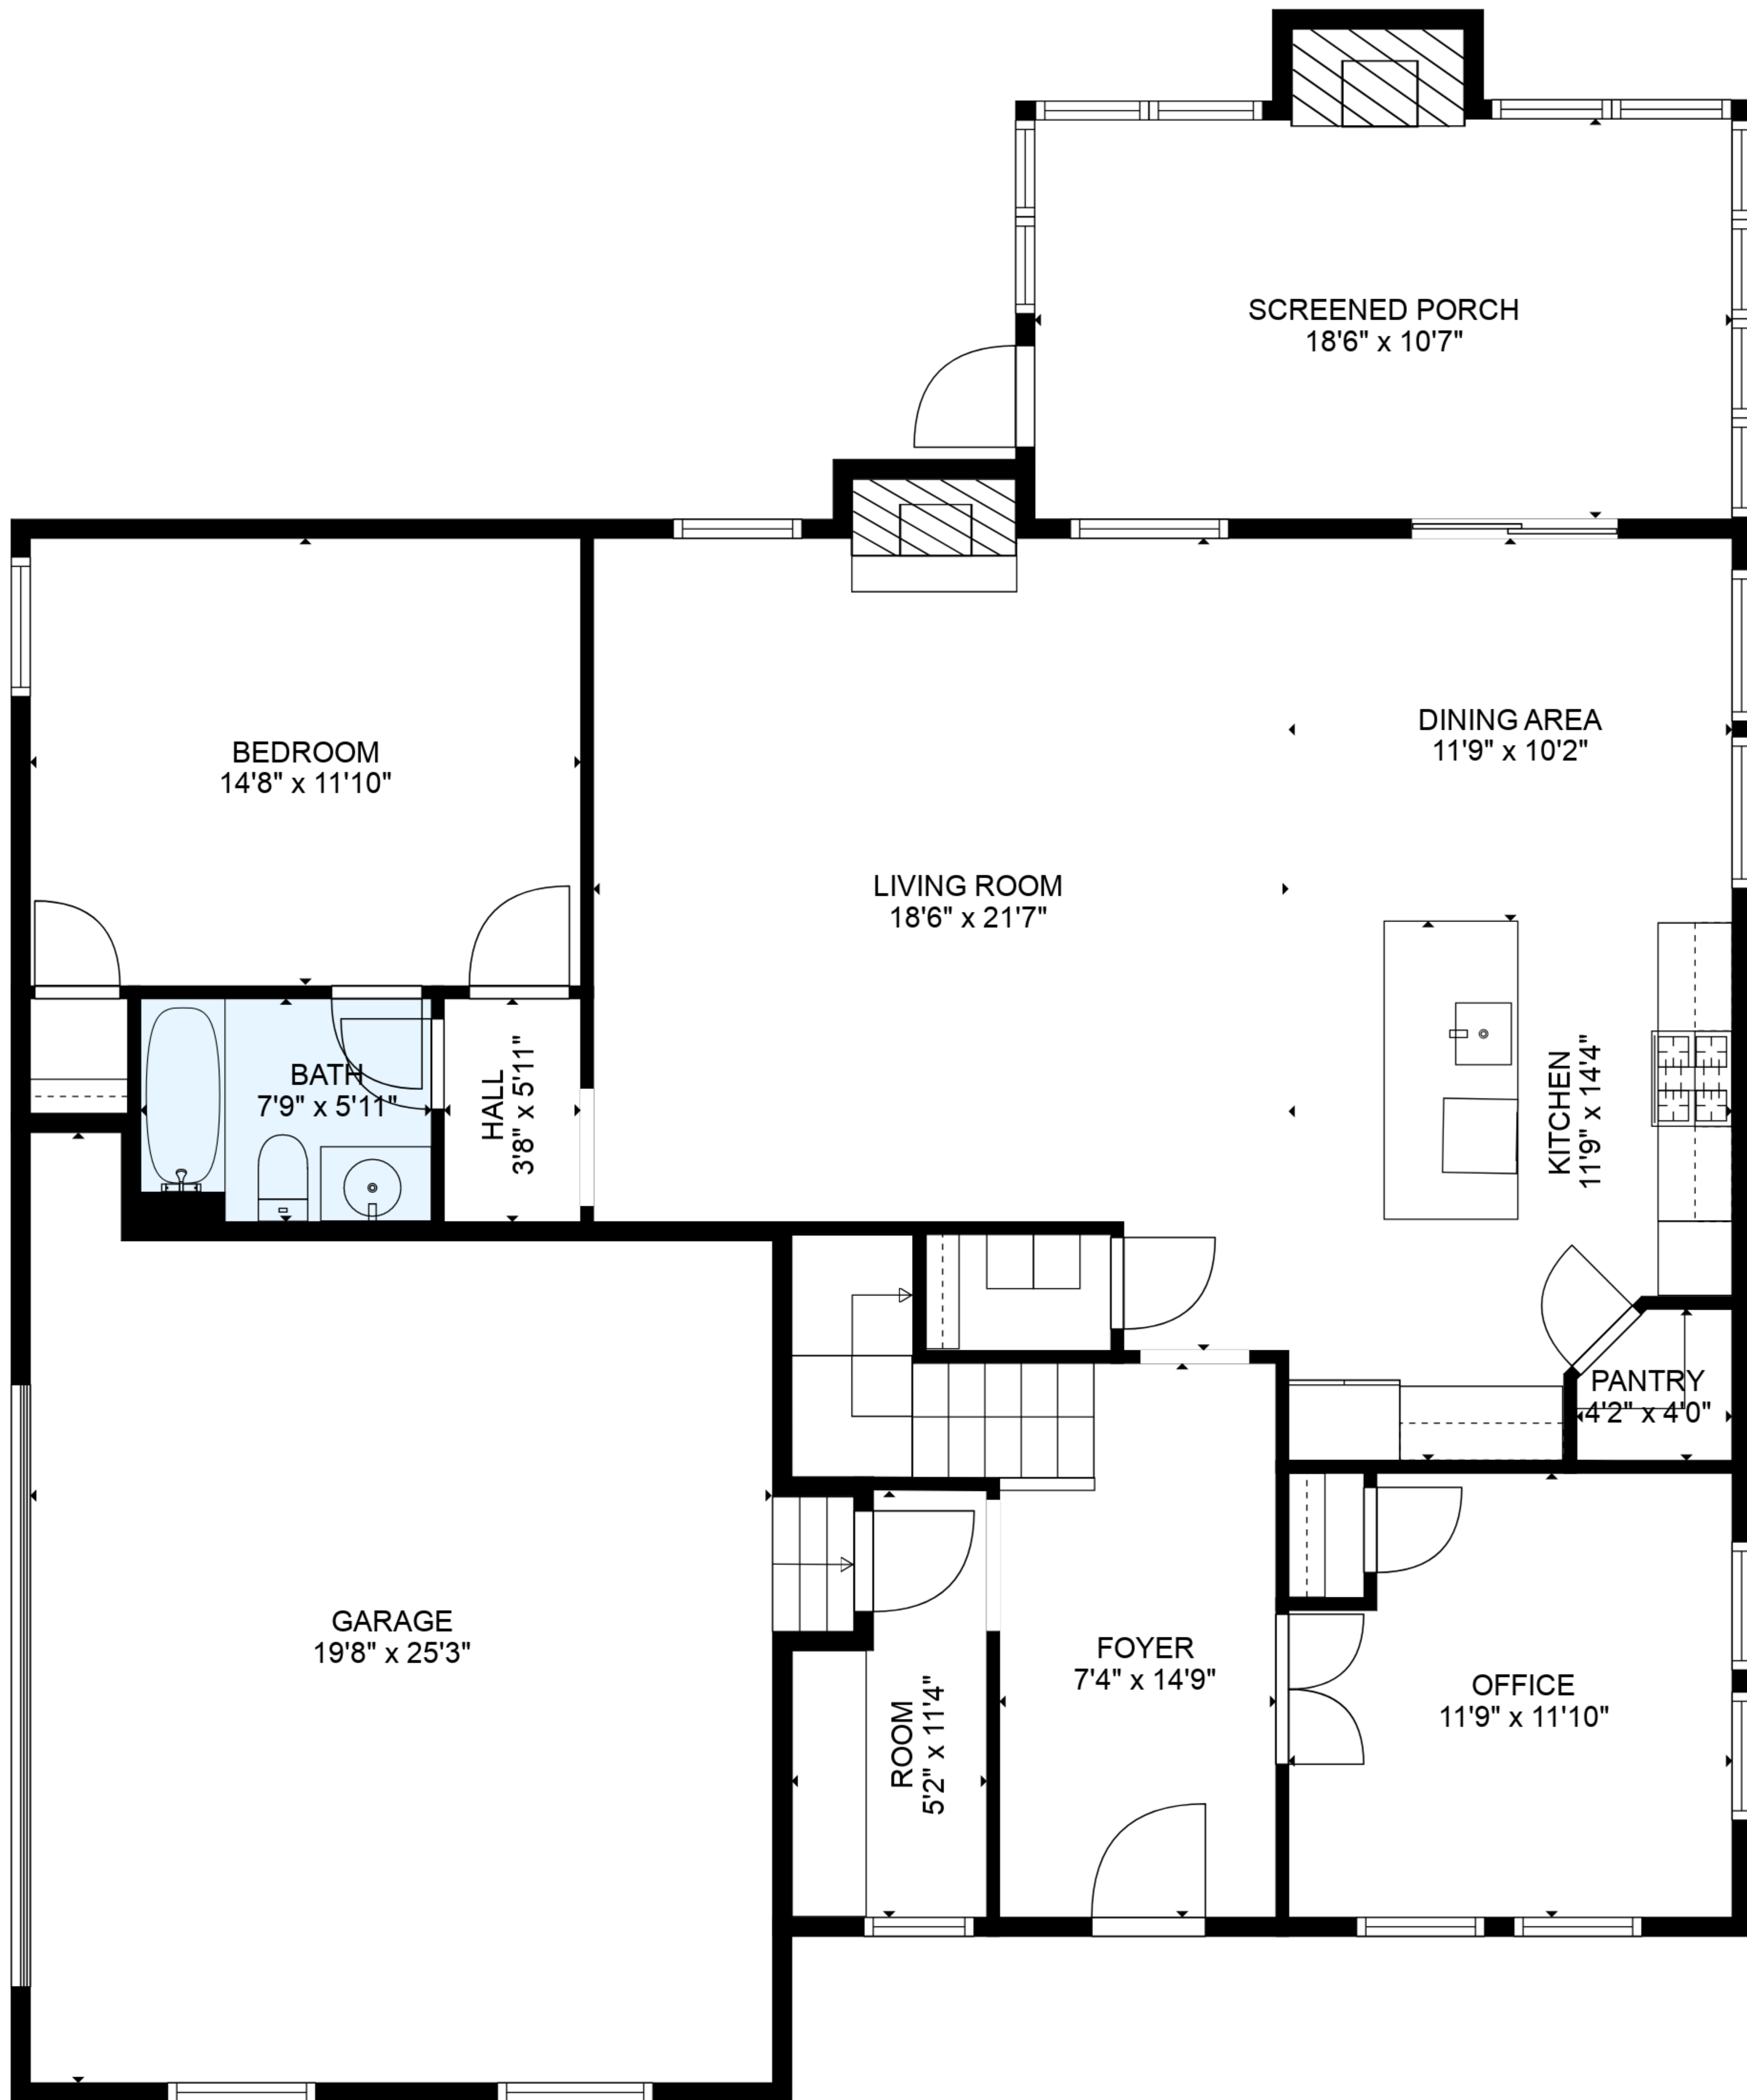 SCREENED PORCH
18'6" x 10'7"
DINING AREA
11'9" x 10'2"
BEDROOM
14'8" x 11'10"
LIVING ROOM
18'6" x 21'7"
BATH
7'9" x 5'11"
HALL
3'8" x 5'11"
KITCHEN
11'9" x 14'4"
PANTRY
4'2" x 4'0"
GARAGE
19'8" x 25'3"
FOYER
7'4" x 14'9"
ROOM
5'2" x 11'4"
OFFICE
11'9" x 11'10"